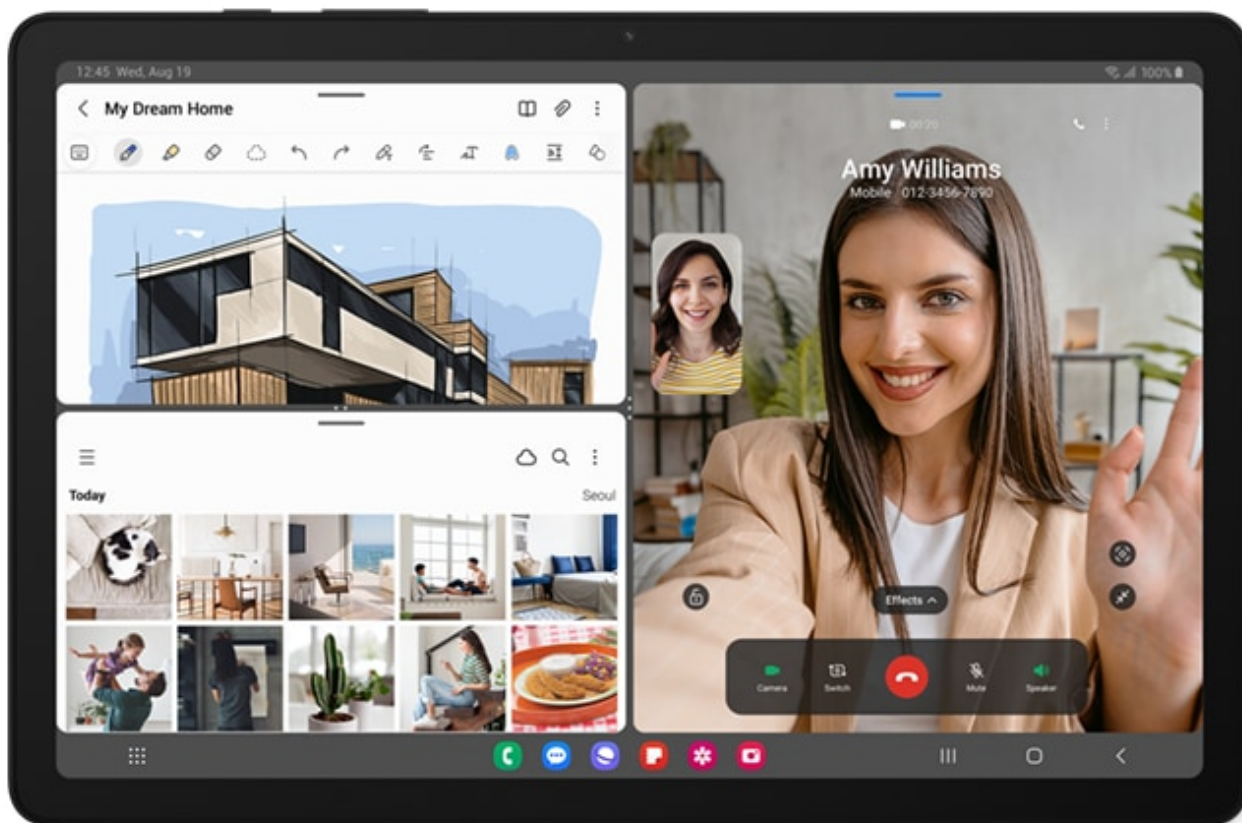 12:45 Wed, Aug 19
100%
My Dream Home
Today
Seoul
00:20
Amy Williams
Mobile 012-3456-7890
Effects
Camera
Switch
Mute
Speaker